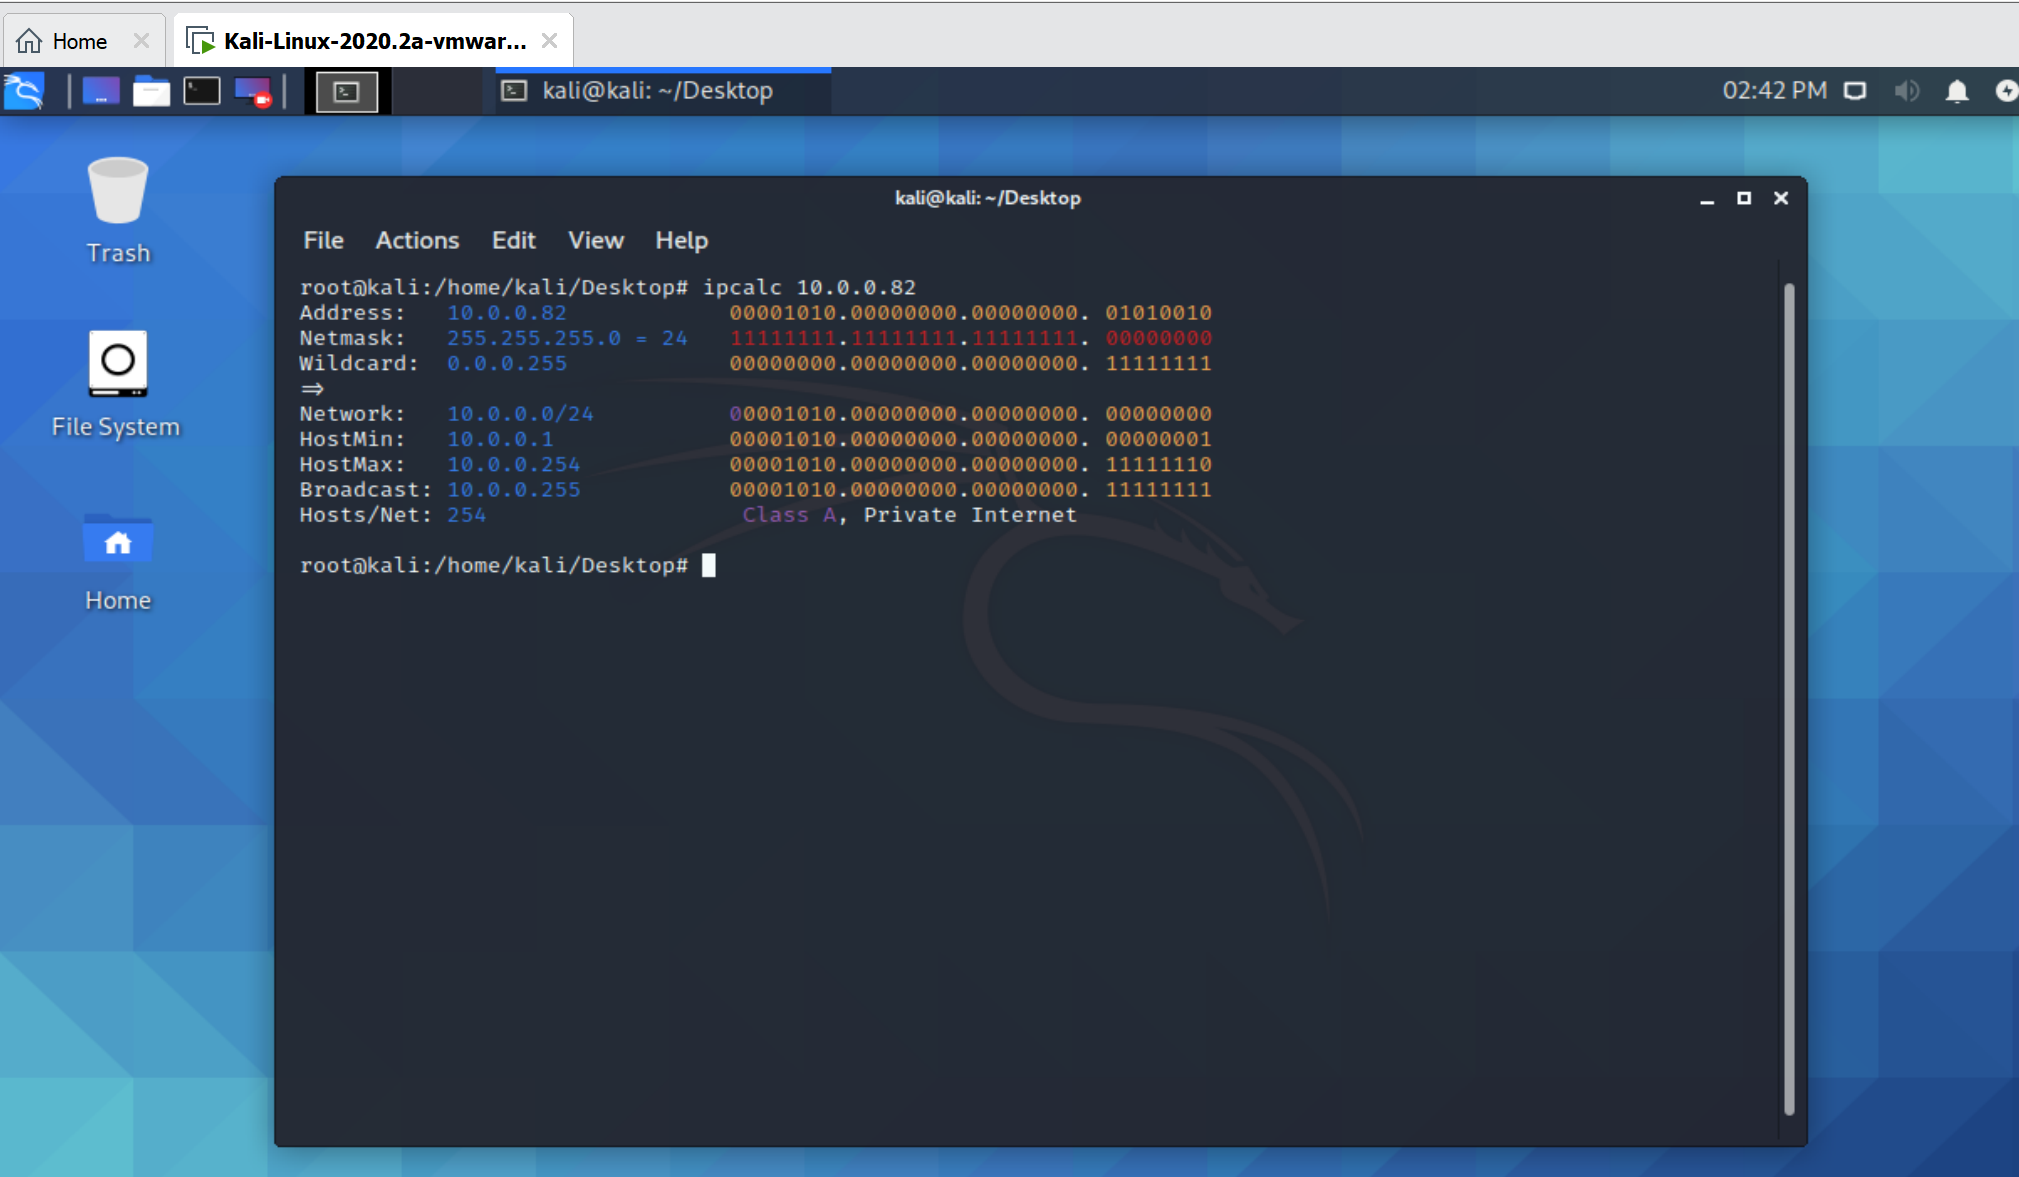 Home
Kali-Linux-2020.2a-vmwar...
kali@kali: ~/Desktop
02:42 PM
Trash
File System
Home
kali@kali: ~/Desktop
File Actions Edit View Help
root@kali:/home/kali/Desktop# ipcalc 10.0.0.82
Address: 10.0.0.82 00001010.00000000.00000000. 01010010
Netmask: 255.255.255.0 = 24 11111111.11111111.11111111. 00000000
Wildcard: 0.0.0.255 00000000.00000000.00000000. 11111111
=>
Network: 10.0.0.0/24 00001010.00000000.00000000. 00000000
HostMin: 10.0.0.1 00001010.00000000.00000000. 00000001
HostMax: 10.0.0.254 00001010.00000000.00000000. 11111110
Broadcast: 10.0.0.255 00001010.00000000.00000000. 11111111
Hosts/Net: 254 Class A, Private Internet
root@kali:/home/kali/Desktop#